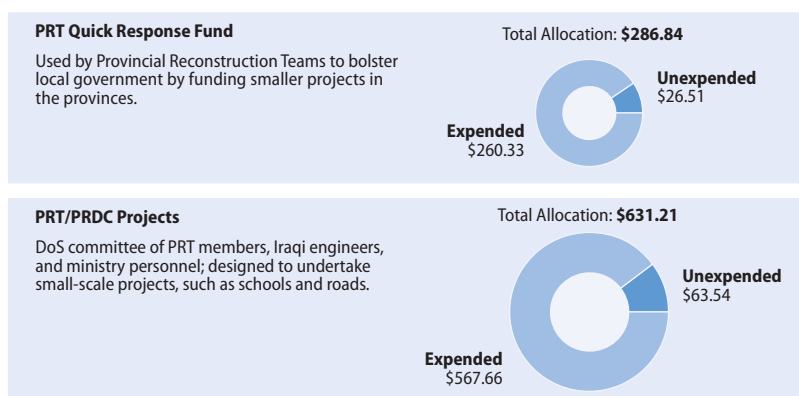 PRT Quick Response Fund
Used by Provincial Reconstruction Teams to bolster
local government by funding smaller projects in
the provinces.
Total Allocation: $286.84
Unexpended
$26.51
Expended
$260.33
PRT/PRDC Projects
DoS committee of PRT members, Iraqi engineers,
and ministry personnel; designed to undertake
small-scale projects, such as schools and roads.
Total Allocation: $631.21
Unexpended
$63.54
Expended
$567.66